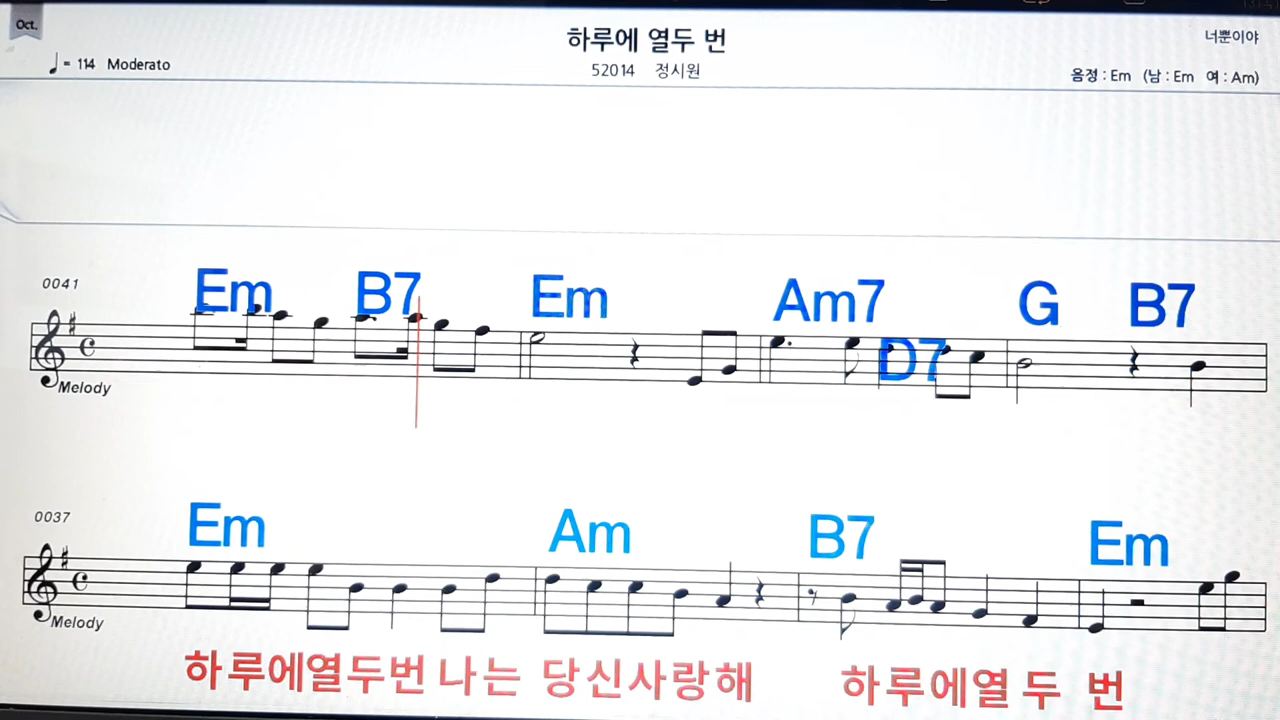 Oct.
하루에 열두 번
너뿐이야
♩= 114 Moderato
52014 정시원
음정 : Em (남 : Em 여 : Am)
0041
Em B7 Em Am7 D7 G B7
Melody
0037
Em Am B7 Em
Melody
하루에열두번 나는 당신사랑해 하루에열 두 번